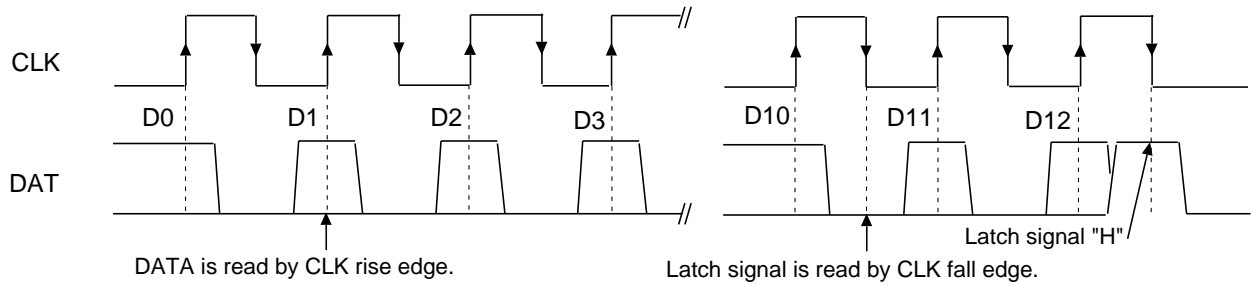 CLK
D0 D1 D2 D3 D10 D11 D12
DAT
Latch signal "H"
DATA is read by CLK rise edge.
Latch signal is read by CLK fall edge.